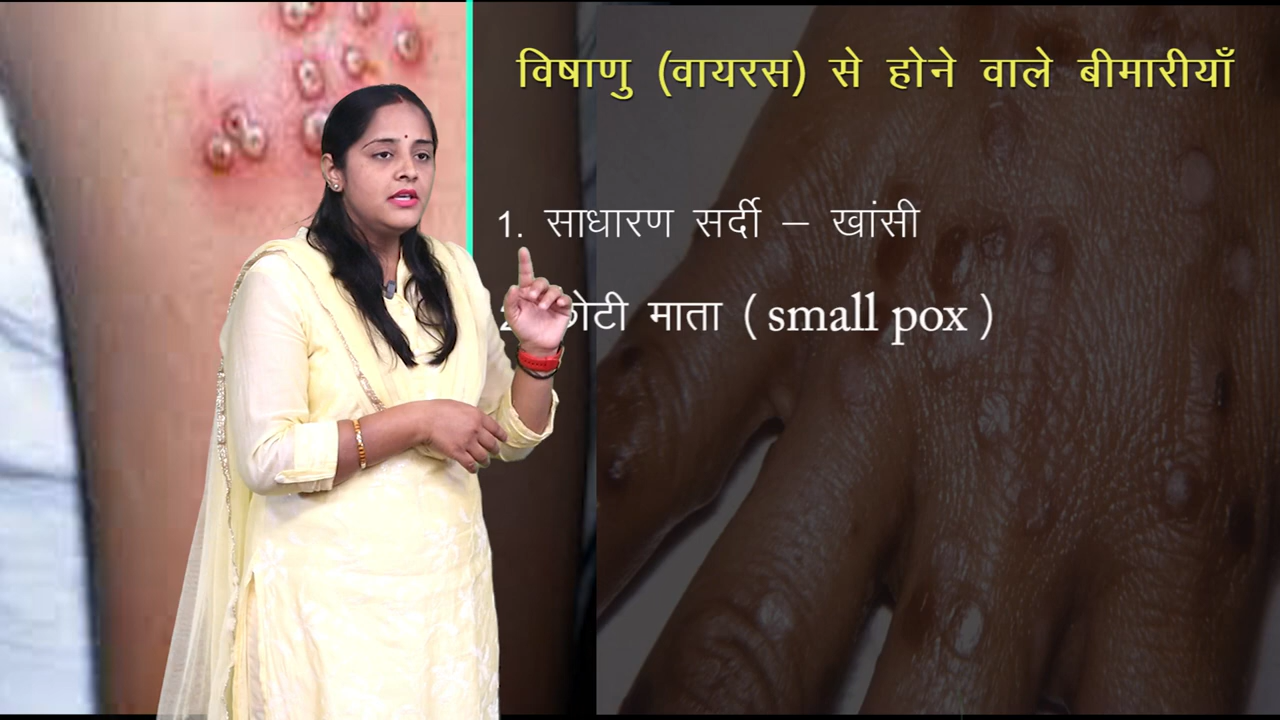 विषाणु (वायरस) से होने वाले बीमारीयाँ
1. साधारण सर्दी – खांसी
माता ( small pox )